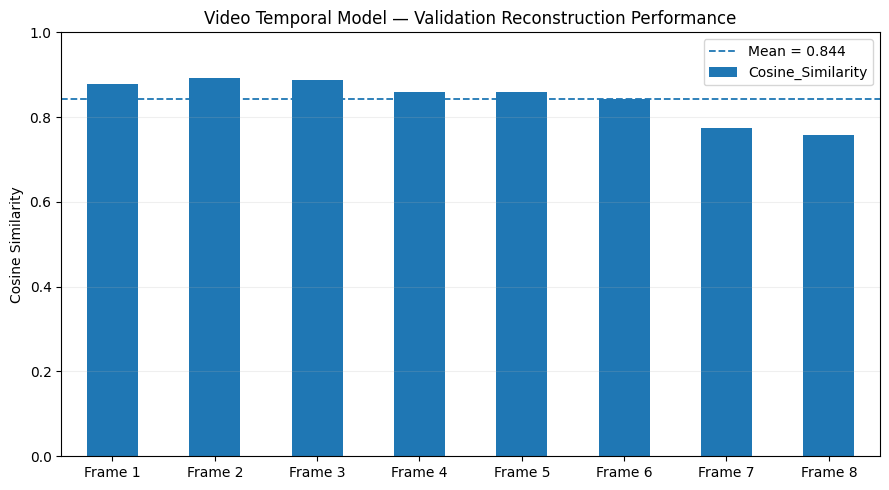 Video Temporal Model — Validation Reconstruction Performance
Mean = 0.844
Cosine_Similarity
Cosine Similarity
1.0
0.8
0.6
0.4
0.2
0.0
Frame 1 Frame 2 Frame 3 Frame 4 Frame 5 Frame 6 Frame 7 Frame 8